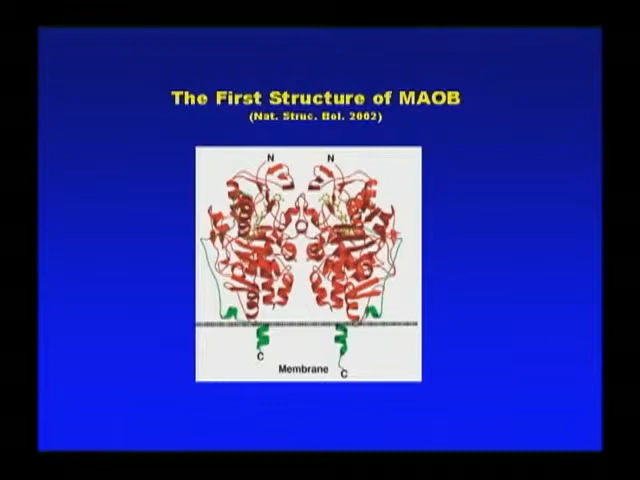 The First Structure of MAOB
(Nat. Struc. Bol. 2002)
N N
C
Membrane
C